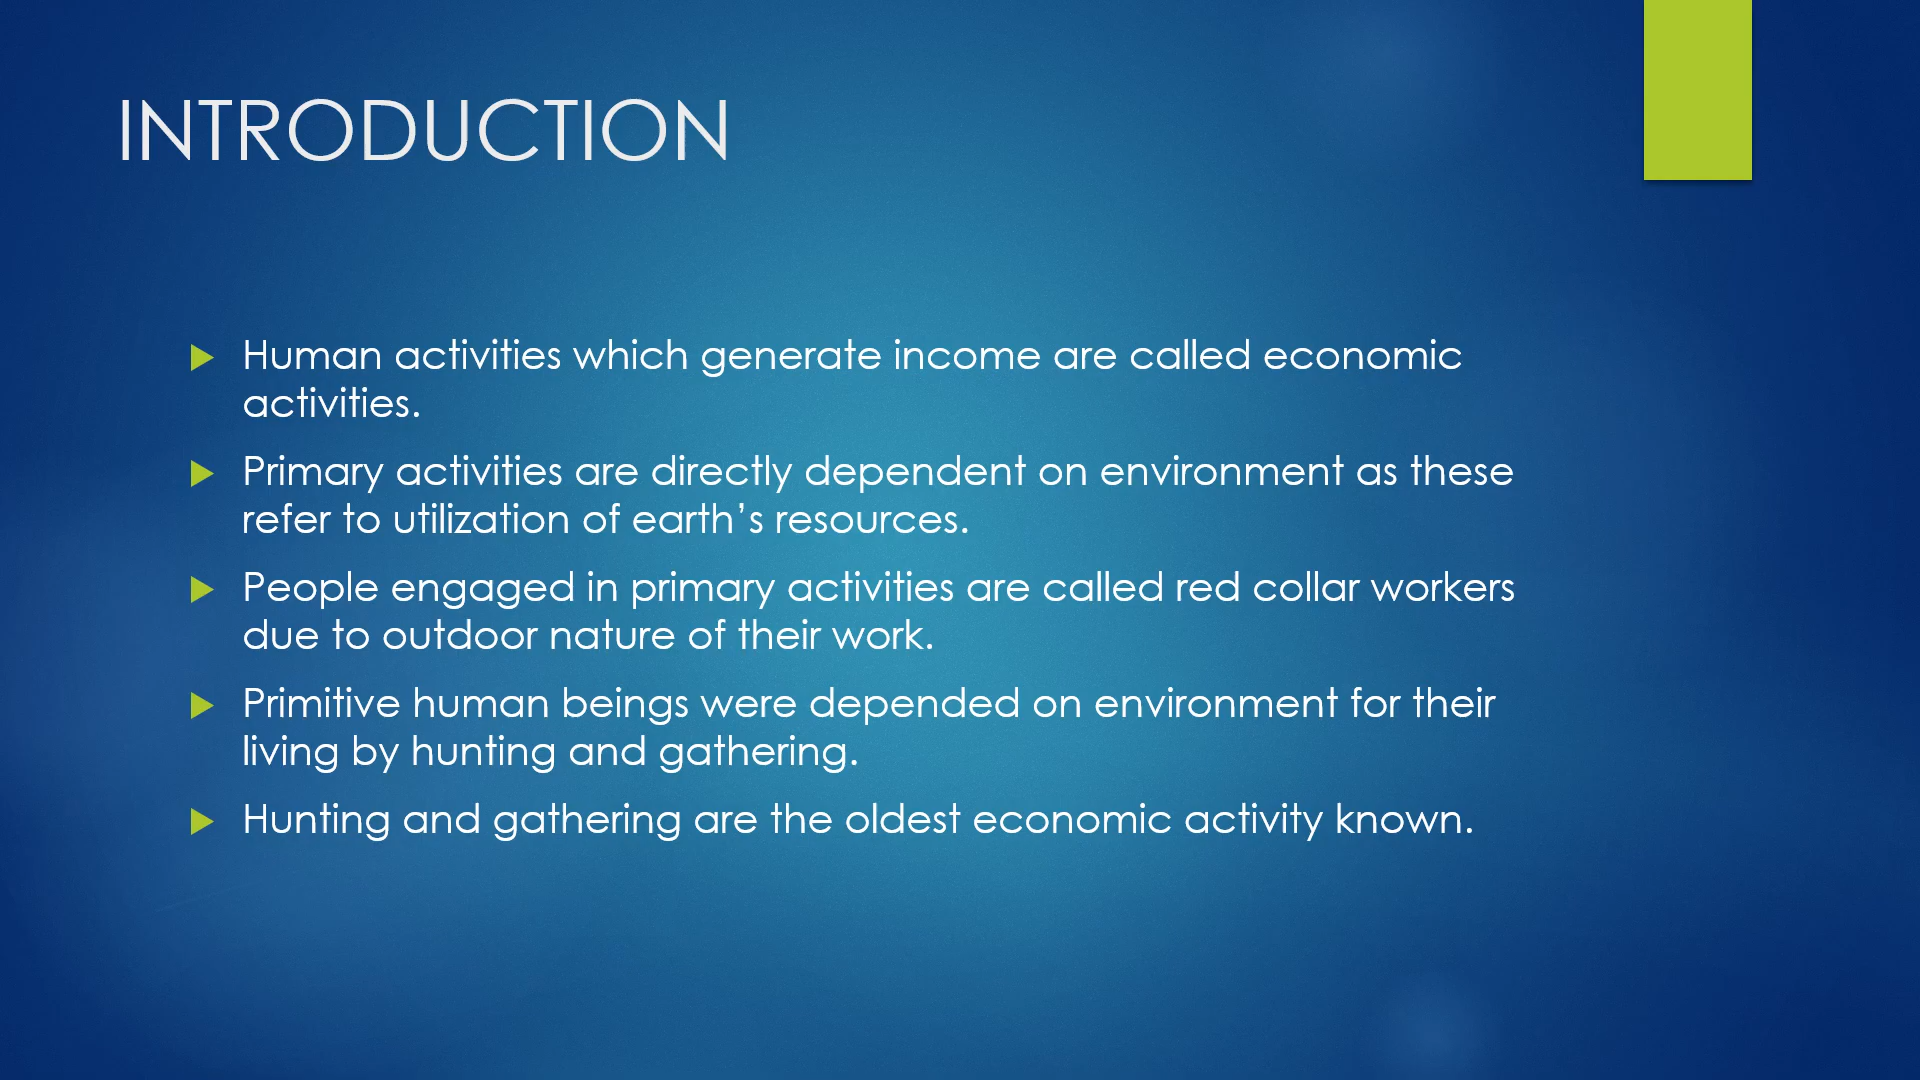 INTRODUCTION
Human activities which generate income are called economic
activities.
Primary activities are directly dependent on environment as these
refer to utilization of earth’s resources.
People engaged in primary activities are called red collar workers
due to outdoor nature of their work.
Primitive human beings were depended on environment for their
living by hunting and gathering.
Hunting and gathering are the oldest economic activity known.